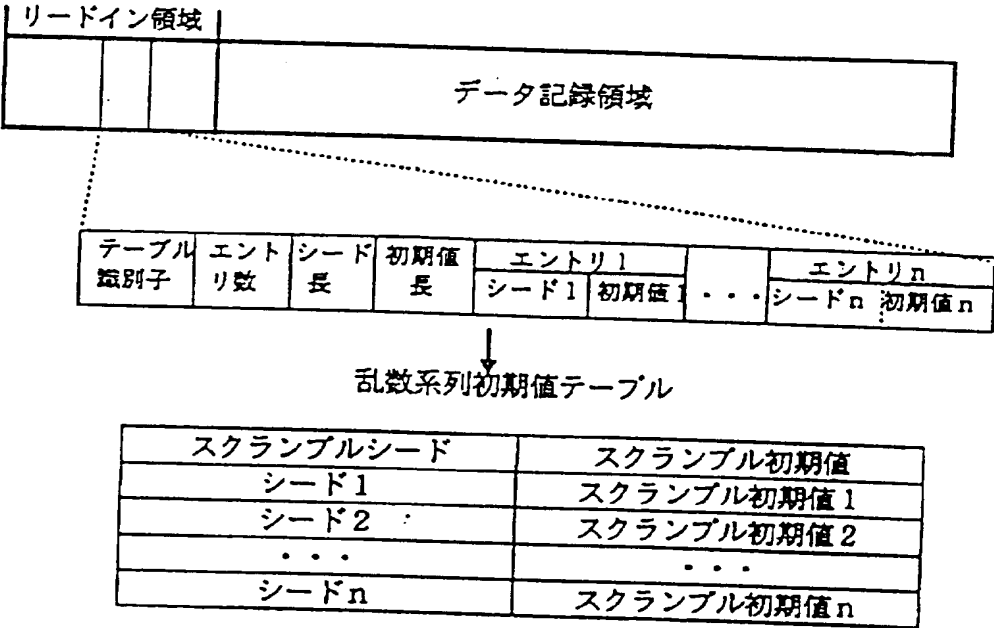 リードイン領域
データ記録領域
テーブル識別子
エントリ数
シード長
初期値長
エントリ1
シード1
初期値1
・・・
エントリn
シードn
初期値n
乱数系列初期値テーブル
スクランブルシード
スクランブル初期値
シード1
スクランブル初期値1
シード2
スクランブル初期値2
・・・
・・・
シードn
スクランブル初期値n